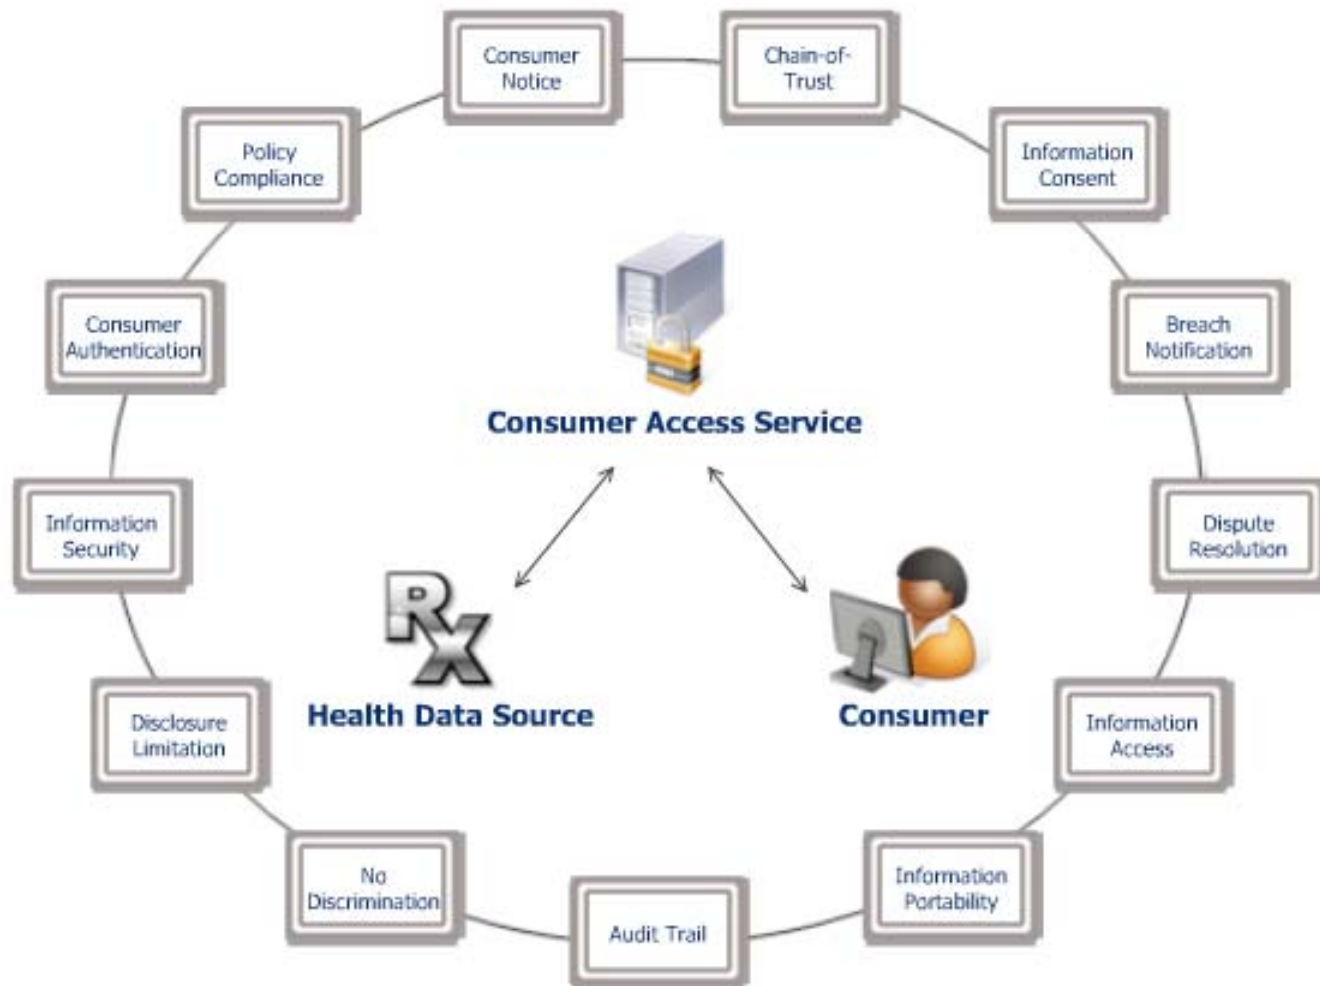 Consumer
Notice
Chain-of-
Trust
Information
Consent
Breach
Notification
Dispute
Resolution
Information
Access
Information
Portability
Audit Trail
No
Discrimination
Disclosure
Limitation
Information
Security
Consumer
Authentication
Policy
Compliance
Consumer Access Service
RX
Health Data Source
Consumer